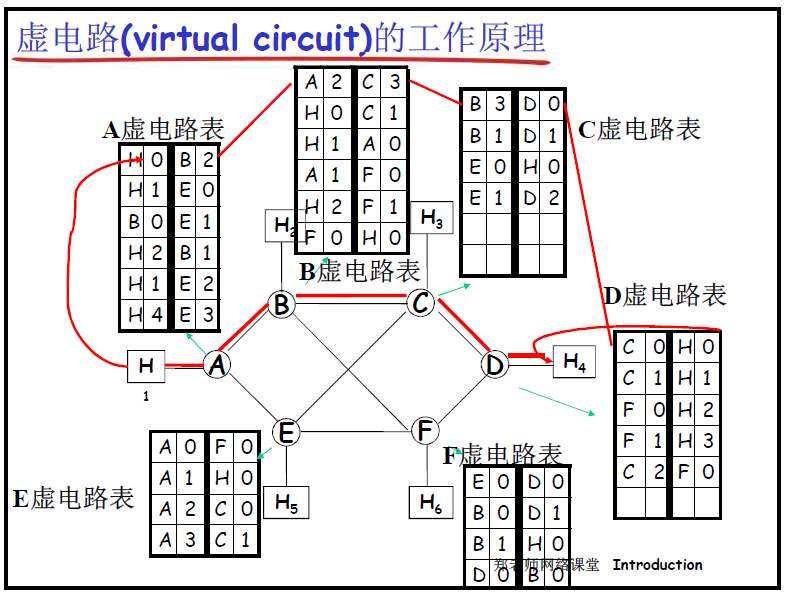 虚电路(virtual circuit)的工作原理
A虚电路表
H 0 B 2
H 1 E 0
B 0 E 1
H 2 B 1
H 1 E 2
H 4 E 3
A 2 C 3
H 0 C 1
H 1 A 0
A 1 F 0
H 2 F 1
F 0 H 0
B虚电路表
B 3 D 0
B 1 D 1
E 0 H 0
E 1 D 2
C虚电路表
H2
H3
B
C
D虚电路表
C 0 H 0
C 1 H 1
F 0 H 2
F 1 H 3
C 2 F 0
H
1
A
D
H4
E
F
E虚电路表
A 0 F 0
A 1 H 0
A 2 C 0
A 3 C 1
H5
H6
F虚电路表
E 0 D 0
B 0 D 1
B 1 H 0
D 0 B 0
郑老师网络课堂 Introduction